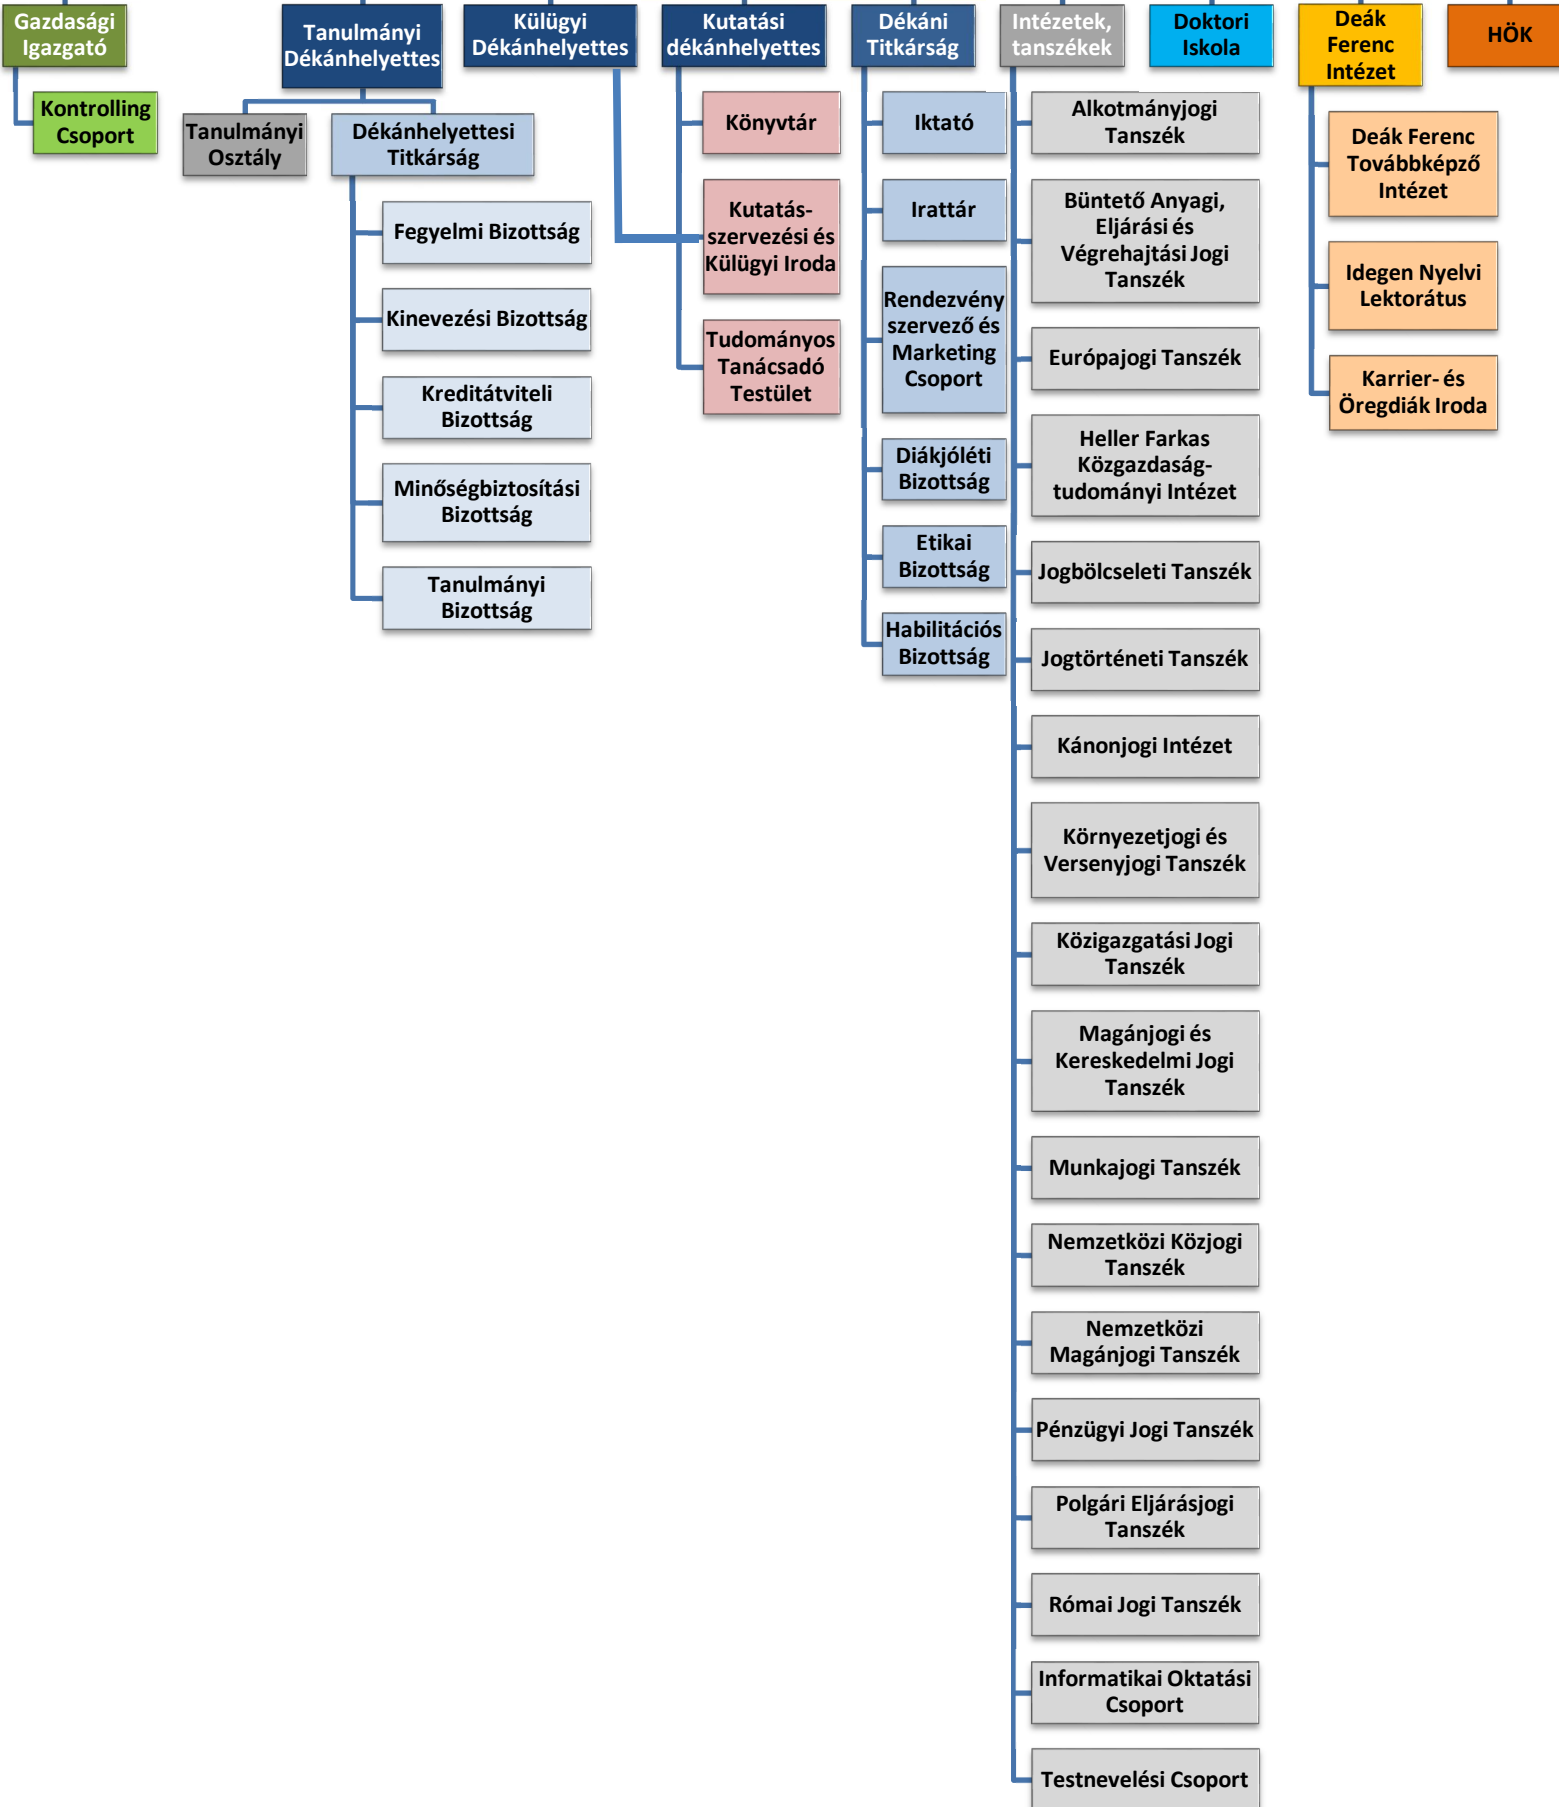 Gazdasági
Igazgató
Kontrolling
Csoport
Tanulmányi
Dékánhelyettes
Tanulmányi
Osztály
Dékánhelyettesi
Titkárság
Fegyelmi Bizottság
Kinevezési Bizottság
Kreditátviteli
Bizottság
Minőségbiztosítási
Bizottság
Tanulmányi
Bizottság
Külügyi
Dékánhelyettes
Kutatási
dékánhelyettes
Könyvtár
Kutatás-
szervezési és
Külügyi Iroda
Tudományos
Tanácsadó
Testület
Dékáni
Titkárság
Iktató
Irattár
Rendezvény
szervező és
Marketing
Csoport
Diákjóléti
Bizottság
Etikai
Bizottság
Habilitációs
Bizottság
Intézetek,
tanszékek
Alkotmányjogi
Tanszék
Büntető Anyagi,
Eljárási és
Végrehajtási Jogi
Tanszék
Európajogi Tanszék
Heller Farkas
Közgazdaság-
tudományi Intézet
Jogbölcseleti Tanszék
Jogtörténeti Tanszék
Kánonjogi Intézet
Környezetjogi és
Versenyjogi Tanszék
Közigazgatási Jogi
Tanszék
Magánjogi és
Kereskedelmi Jogi
Tanszék
Munkajogi Tanszék
Nemzetközi Közjogi
Tanszék
Nemzetközi
Magánjogi Tanszék
Pénzügyi Jogi Tanszék
Polgári Eljárásjogi
Tanszék
Római Jogi Tanszék
Informatikai Oktatási
Csoport
Testnevelési Csoport
Doktori
Iskola
Deák
Ferenc
Intézet
Deák Ferenc
Továbbképző
Intézet
Idegen Nyelvi
Lektorátus
Karrier- és
Öregdiák Iroda
HÖK